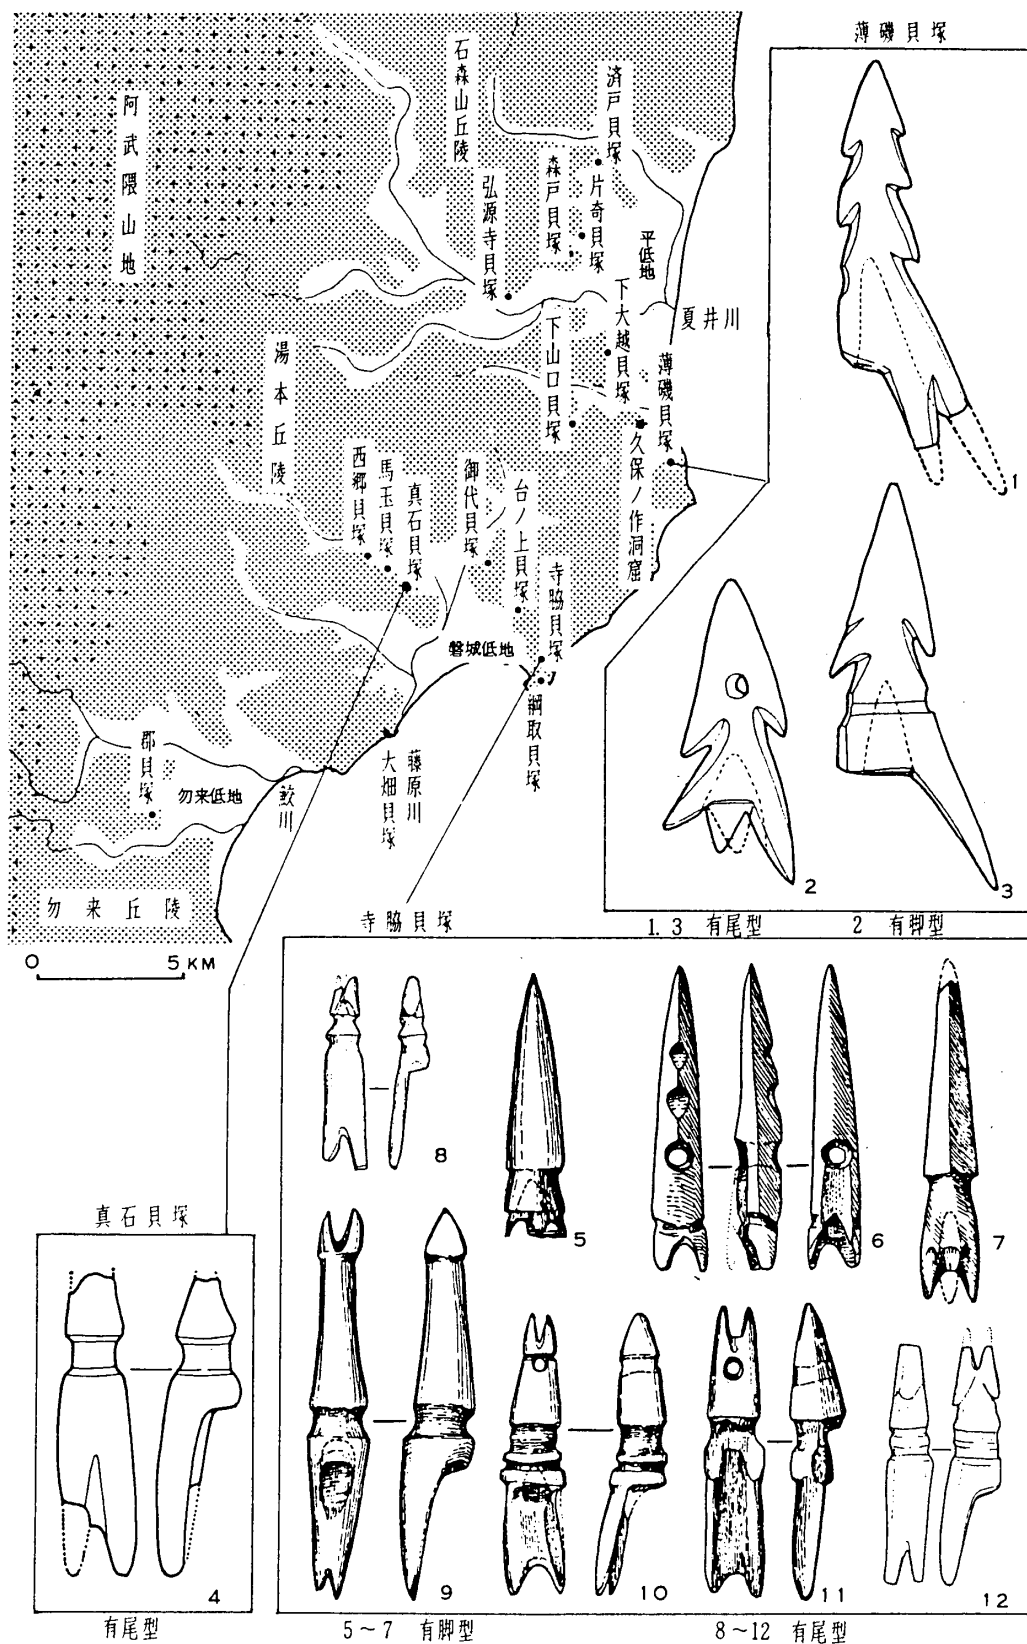 薄磯貝塚
阿武隈山地
石森山丘陵
済戸貝塚
森戸貝塚
片奇貝塚
弘源寺貝塚
平低地
下大越貝塚
夏井川
下山口貝塚
薄磯貝塚
湯本丘陵
久保ノ作洞窟
西郷貝塚
馬玉貝塚
真石貝塚
御代貝塚
台ノ上貝塚
寺脇貝塚
磐城低地
綱取貝塚
郡貝塚
勿来低地
鮫川
藤原川
大畑貝塚
勿来丘陵
0 5 KM
1
2
3
1. 3 有尾型 2 有脚型
寺脇貝塚
8
5
6
7
9
10
11
12
5～7 有脚型 8～12 有尾型
真石貝塚
4
有尾型